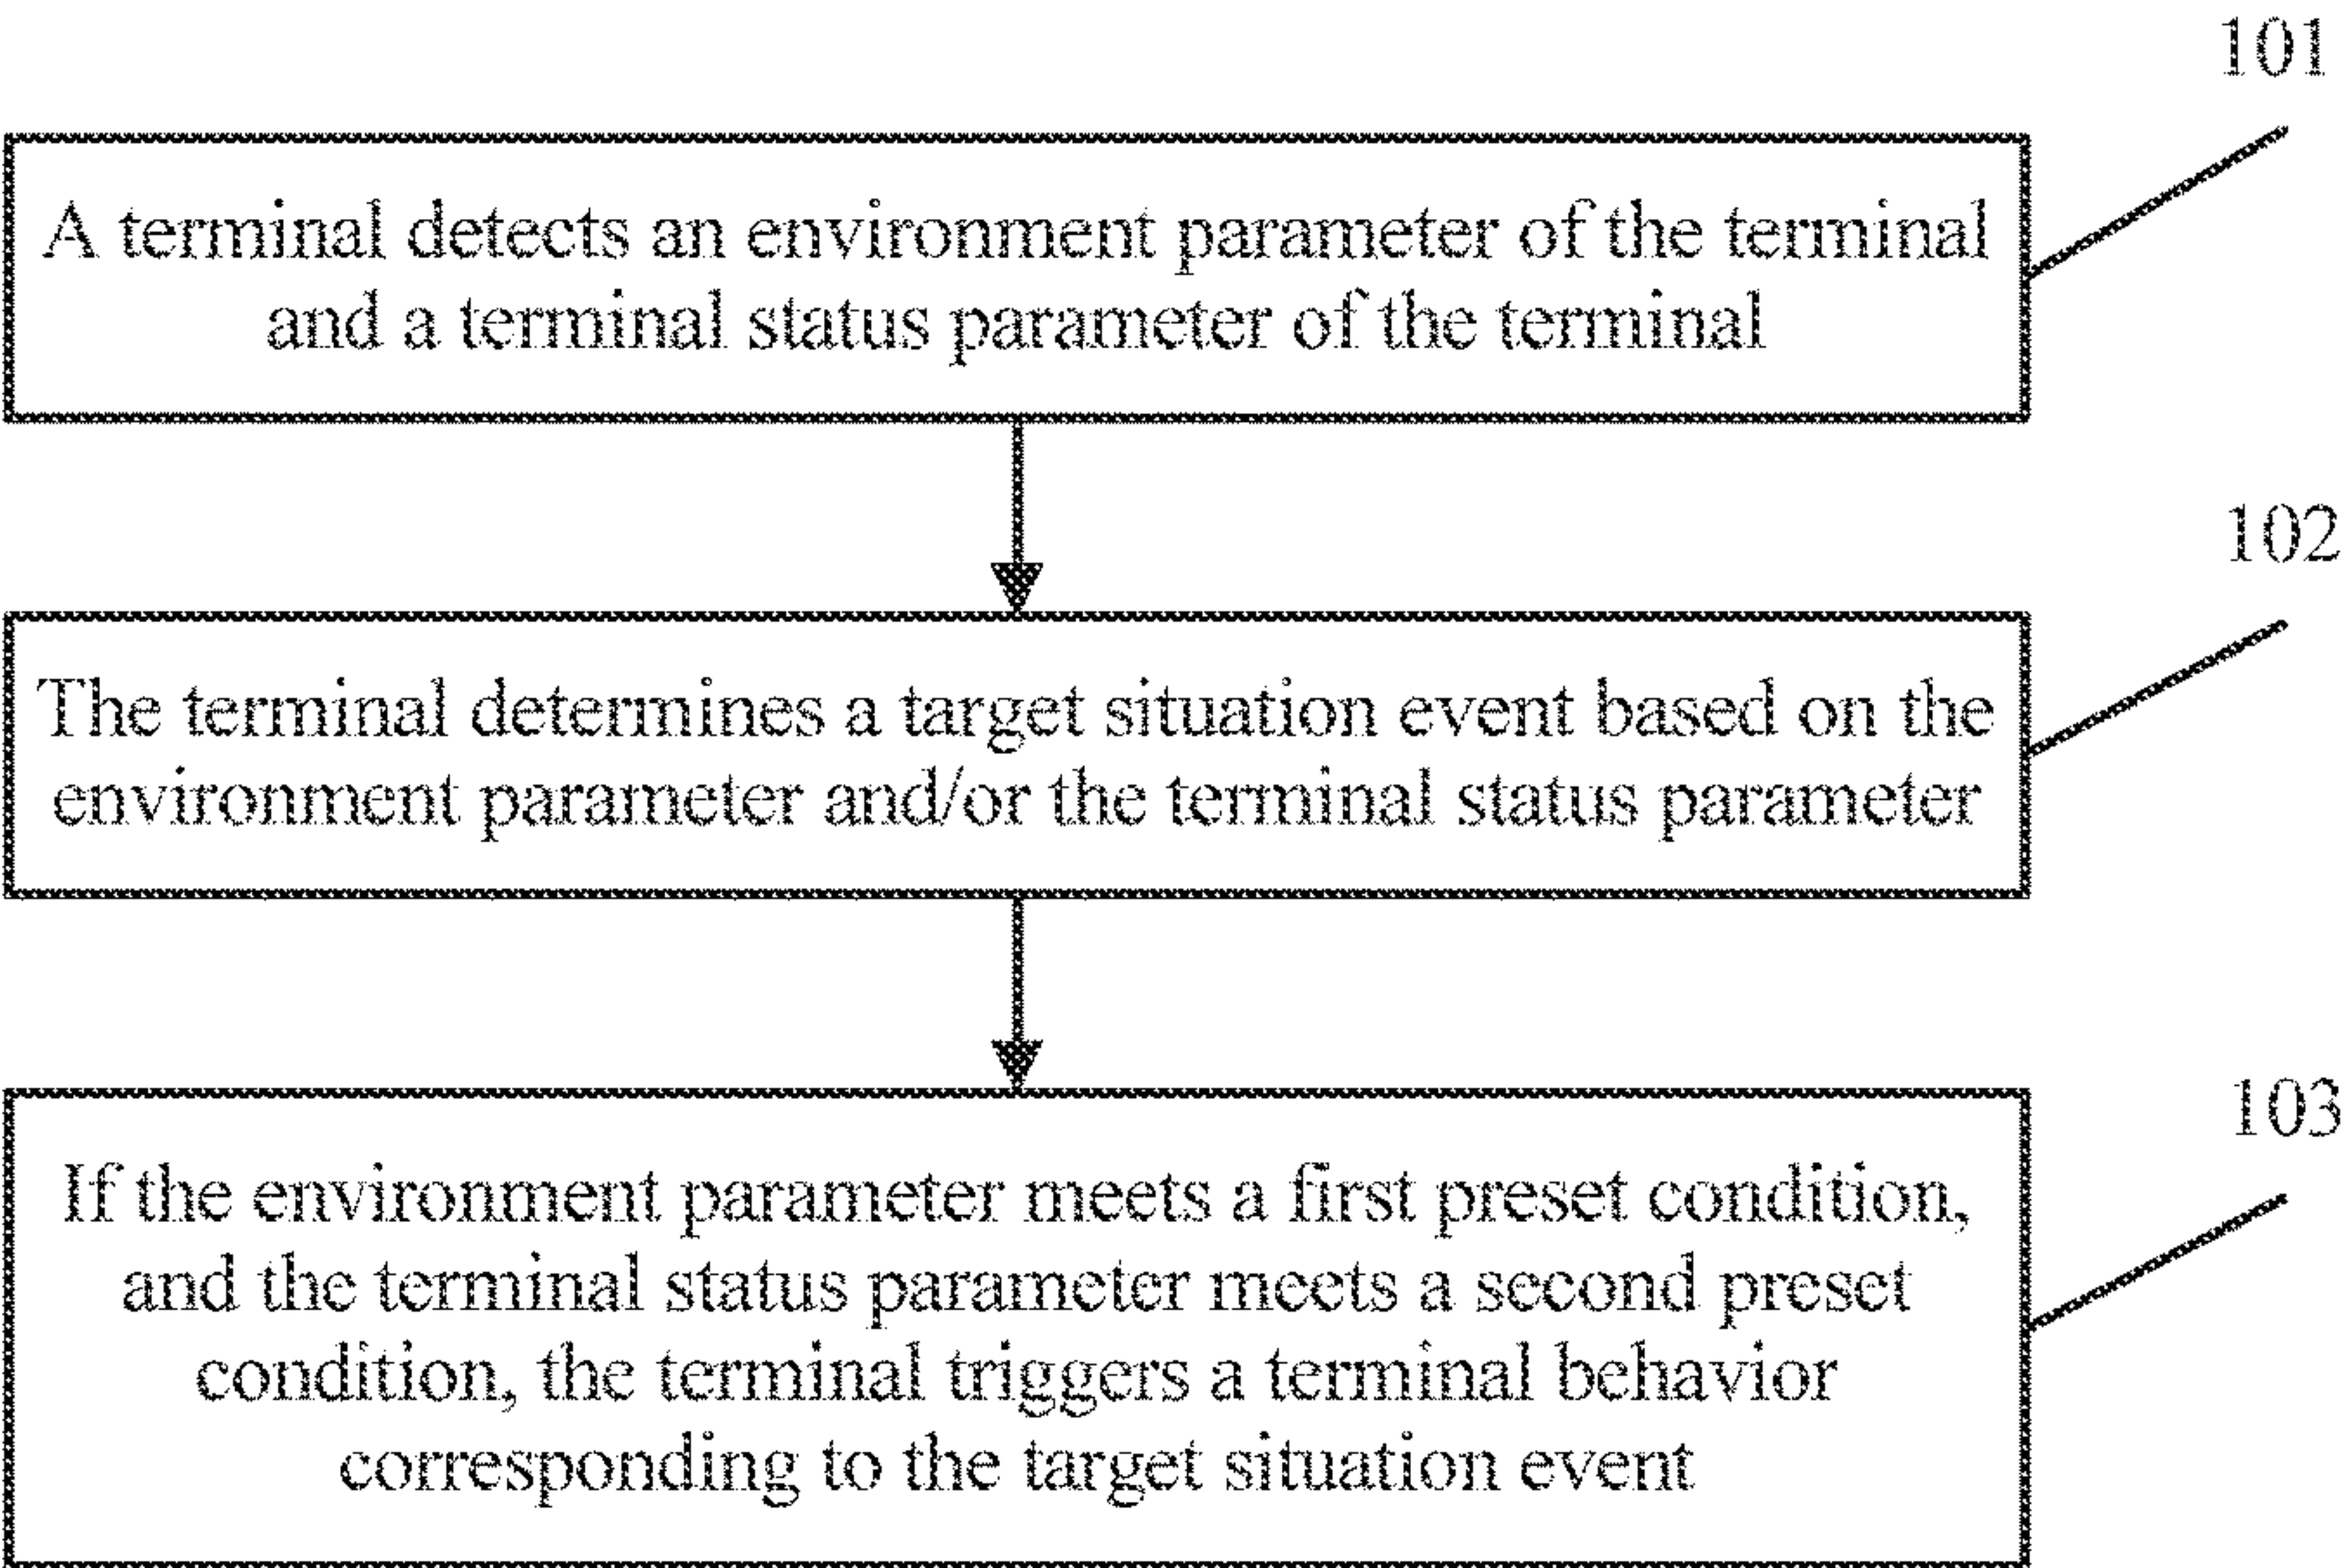 101
A terminal detects an environment parameter of the terminal
and a terminal status parameter of the terminal
102
The terminal determines a target situation event based on the
environment parameter and/or the terminal status parameter
103
If the environment parameter meets a first preset condition,
and the terminal status parameter meets a second preset
condition, the terminal triggers a terminal behavior
corresponding to the target situation event